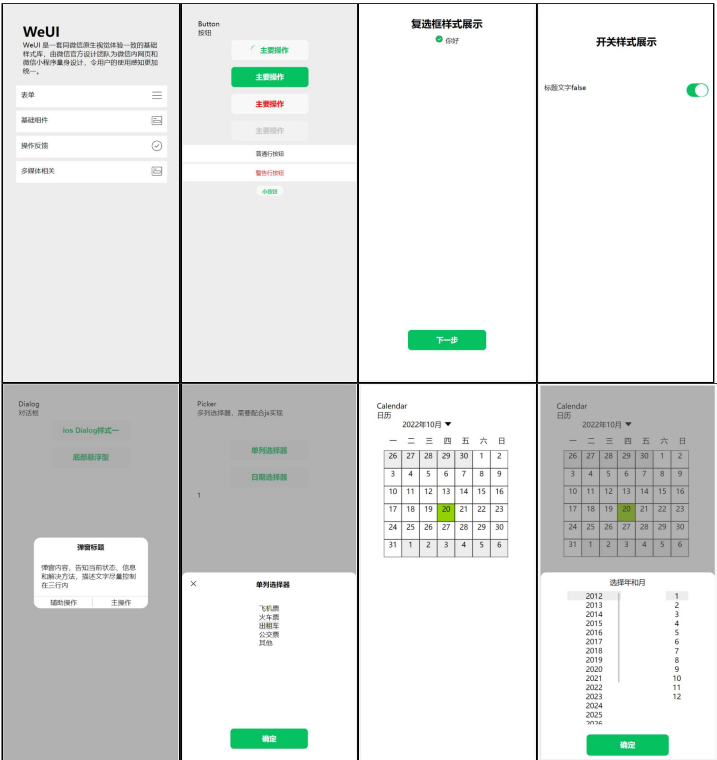 WeUI
WeUI 是一套同微信原生视觉体验一致的基础
样式库，由微信官方设计团队为微信内网页和
微信小程序量身设计，令用户的使用感知更加
统一。
表单
基础组件
操作反馈
多媒体相关
Button
按钮
主要操作
主要操作
主要操作
主要操作
普通行按钮
警告行按钮
小按钮
复选框样式展示
你好
下一步
开关样式展示
标题文字false
Dialog
对话框
ios Dialog样式一
底部悬浮型
弹窗标题
弹窗内容，告知当前状态、信息
和解决方法，描述文字尽量控制
在三行内
辅助操作 主操作
Picker
多列选择器，需要配合js实现
单列选择器
日期选择器
1
× 单列选择器
飞机票
火车票
出租车
公交票
其他
确定
Calendar
日历
2022年10月 ▼
一 二 三 四 五 六 日
26 27 28 29 30 1 2
3 4 5 6 7 8 9
10 11 12 13 14 15 16
17 18 19 20 21 22 23
24 25 26 27 28 29 30
31 1 2 3 4 5 6
Calendar
日历
2022年10月 ▼
一 二 三 四 五 六 日
26 27 28 29 30 1 2
3 4 5 6 7 8 9
10 11 12 13 14 15 16
17 18 19 20 21 22 23
24 25 26 27 28 29 30
31 1 2 3 4 5 6
选择年和月
2012 1
2013 2
2014 3
2015 4
2016 5
2017 6
2018 7
2019 8
2020 9
2021 10
2022 11
2023 12
2024
2025
2026
确定